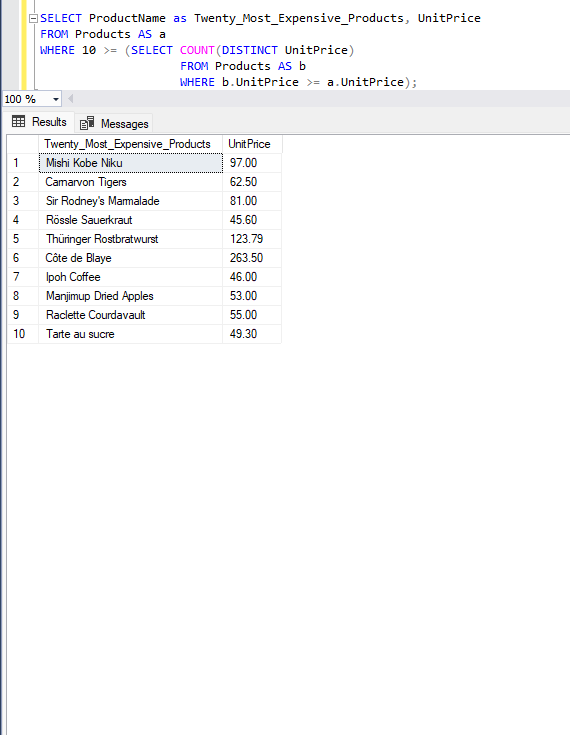 SELECT ProductName as Twenty_Most_Expensive_Products, UnitPrice
FROM Products AS a
WHERE 10 >= (SELECT COUNT(DISTINCT UnitPrice)
FROM Products AS b
WHERE b.UnitPrice >= a.UnitPrice);
100 %
Results Messages
Twenty_Most_Expensive_Products UnitPrice
1 Mishi Kobe Niku 97.00
2 Carnarvon Tigers 62.50
3 Sir Rodney's Marmalade 81.00
4 Rössle Sauerkraut 45.60
5 Thüringer Rostbratwurst 123.79
6 Côte de Blaye 263.50
7 Ipoh Coffee 46.00
8 Manjimup Dried Apples 53.00
9 Raclette Courdavault 55.00
10 Tarte au sucre 49.30